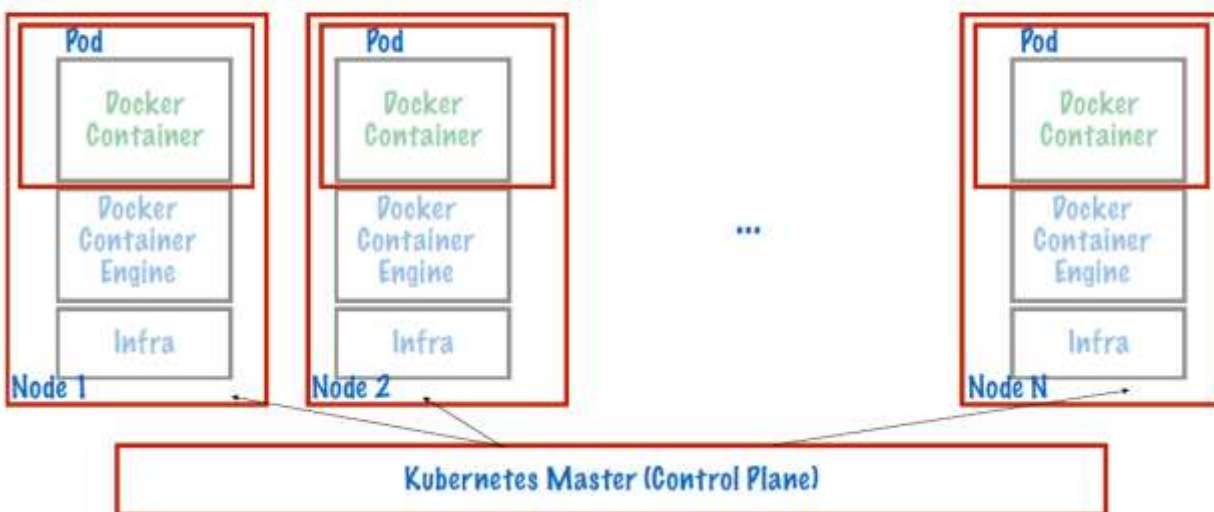 Pod
Docker
Container
Docker
Container
Engine
Infra
Node 1
Pod
Docker
Container
Docker
Container
Engine
Infra
Node 2
...
Pod
Docker
Container
Docker
Container
Engine
Infra
Node N
Kubernetes Master (Control Plane)